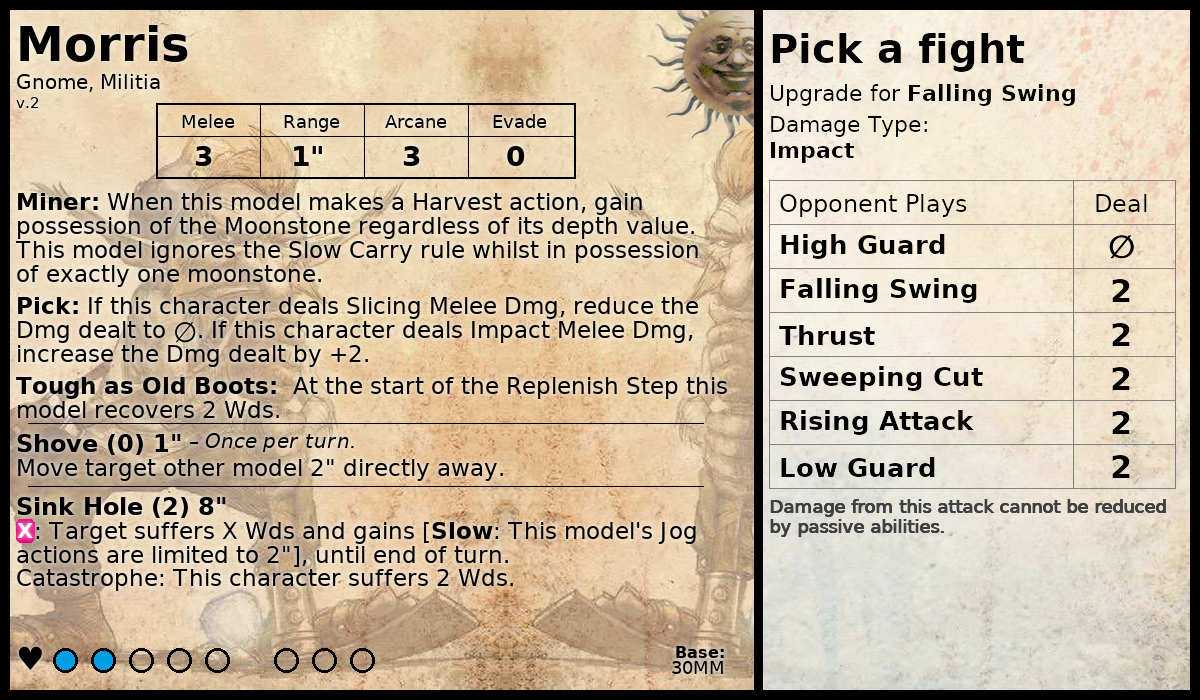 Morris
Gnome, Militia
v.2
Melee Range Arcane Evade
3 1" 3 0
Miner: When this model makes a Harvest action, gain
possession of the Moonstone regardless of its depth value.
This model ignores the Slow Carry rule whilst in possession
of exactly one moonstone.
Pick: If this character deals Slicing Melee Dmg, reduce the
Dmg dealt to ∅. If this character deals Impact Melee Dmg,
increase the Dmg dealt by +2.
Tough as Old Boots: At the start of the Replenish Step this
model recovers 2 Wds.
Shove (0) 1" – Once per turn.
Move target other model 2" directly away.
Sink Hole (2) 8"
X: Target suffers X Wds and gains [Slow: This model's Jog
actions are limited to 2"], until end of turn.
Catastrophe: This character suffers 2 Wds.
Base:
30MM
Pick a fight
Upgrade for Falling Swing
Damage Type:
Impact
Opponent Plays Deal
High Guard ∅
Falling Swing 2
Thrust 2
Sweeping Cut 2
Rising Attack 2
Low Guard 2
Damage from this attack cannot be reduced
by passive abilities.